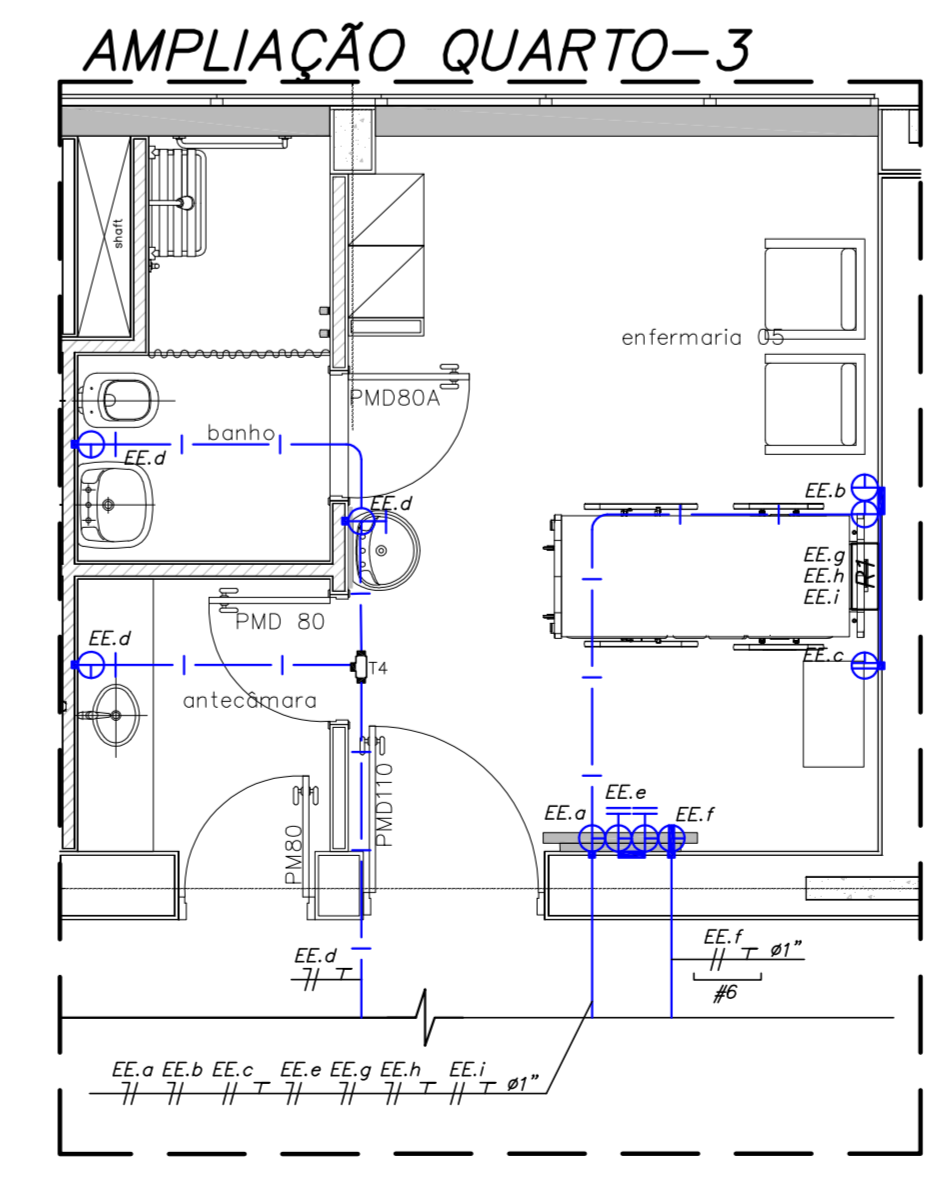 AMPLIAÇÃO QUARTO-3
shaft
enfermaria 05
PMD80A
banho
EE.d
EE.d
EE.b
EE.g
EE.h
EE.i
R1
PMD 80
EE.d
EE.c
T4
antecâmara
EE.e
EE.a
EE.f
PMD110
PM80
EE.d
EE.f
ø1"
#6
EE.a EE.b EE.c EE.e EE.g EE.h EE.i
ø1"